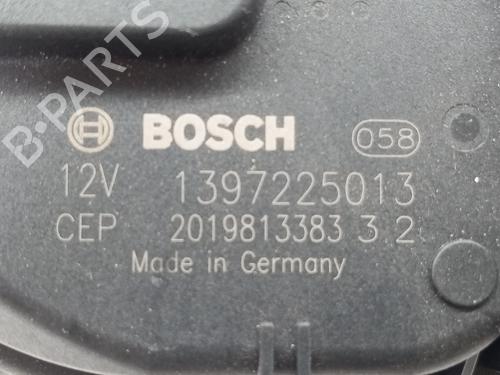 B-PARTS
BOSCH 058
12V 1397225013
CEP 2019813383 3 2
Made in Germany